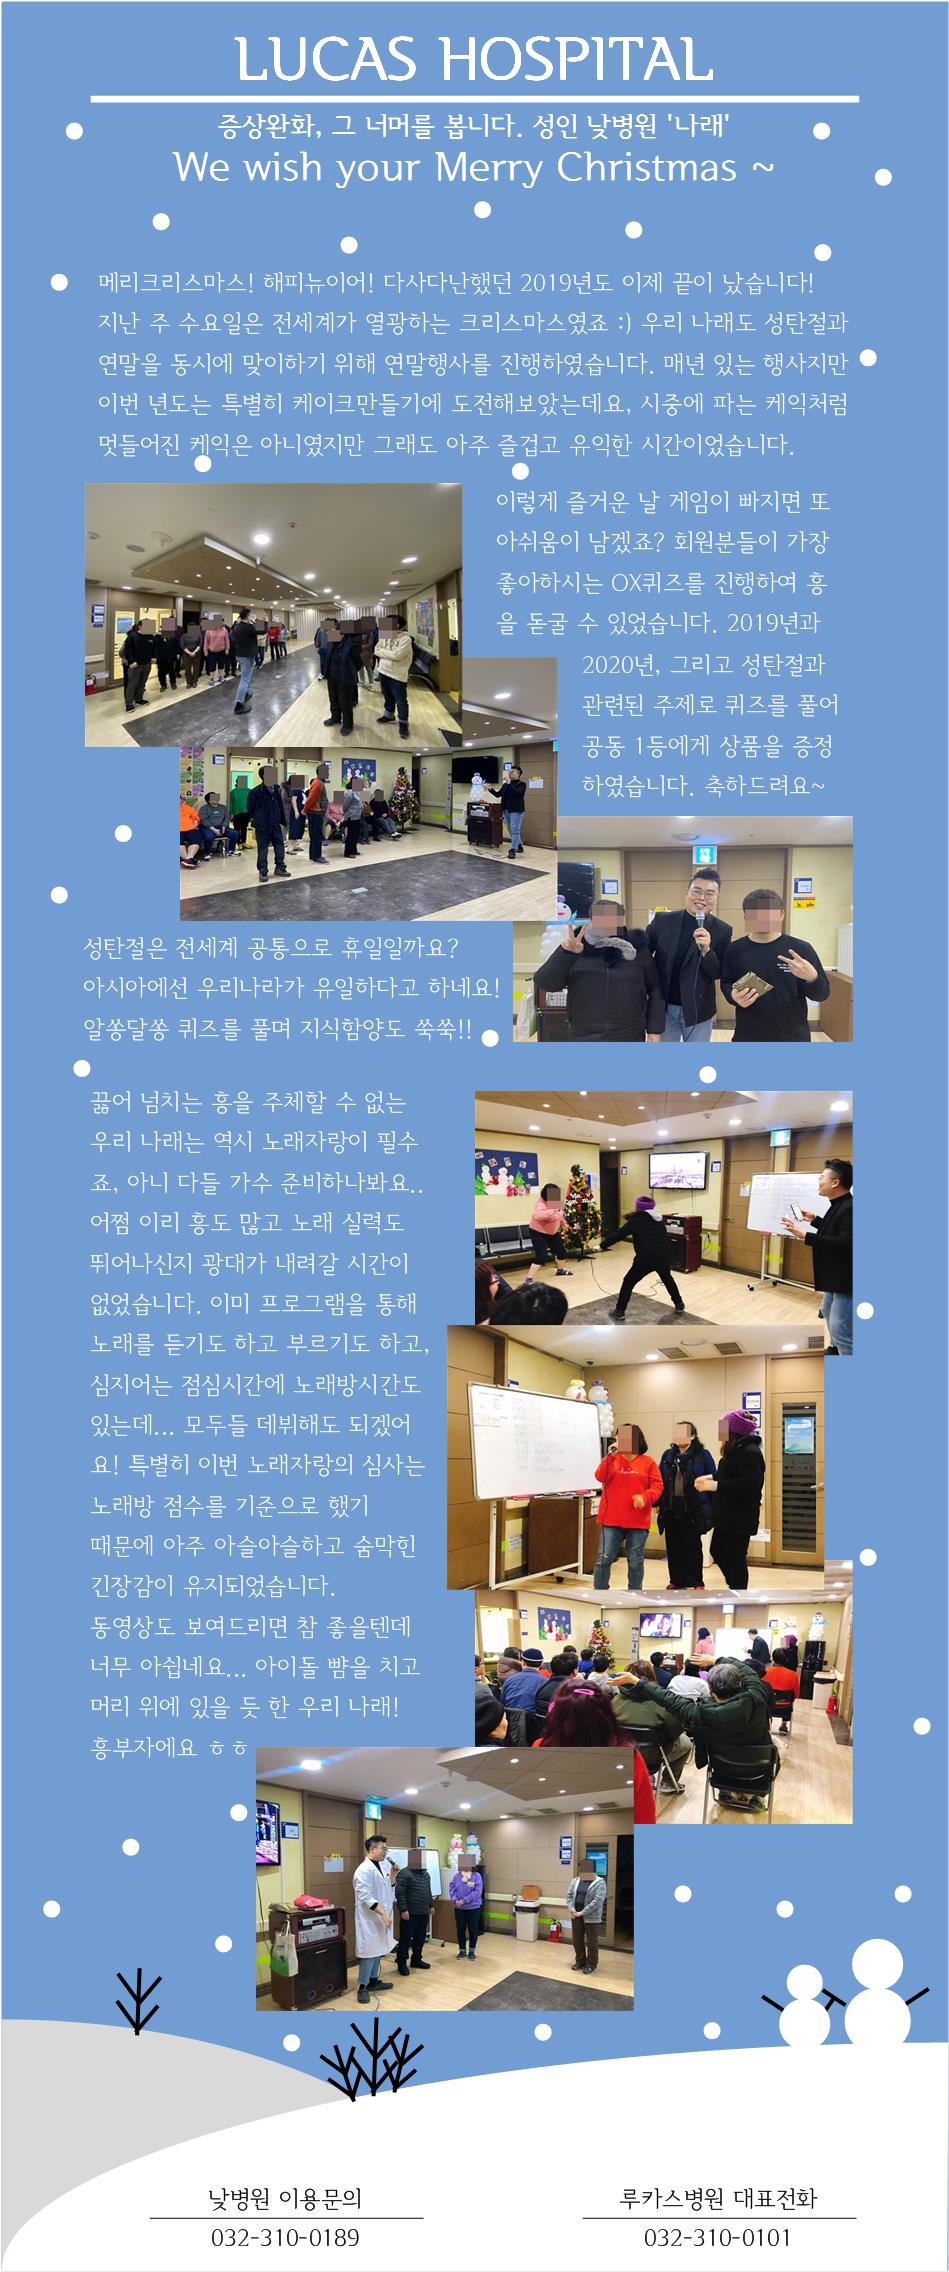 LUCAS HOSPITAL
증상완화, 그 너머를 봅니다. 성인 낮병원 '나래'
We wish your Merry Christmas ~
메리크리스마스! 해피뉴이어! 다사다난했던 2019년도 이제 끝이 났습니다!
지난 주 수요일은 전세계가 열광하는 크리스마스였죠 :) 우리 나래도 성탄절과
연말을 동시에 맞이하기 위해 연말행사를 진행하였습니다. 매년 있는 행사지만
이번 년도는 특별히 케이크만들기에 도전해보았는데요, 시중에 파는 케익처럼
멋들어진 케익은 아니였지만 그래도 아주 즐겁고 유익한 시간이었습니다.
이렇게 즐거운 날 게임이 빠지면 또
아쉬움이 남겠죠? 회원분들이 가장
좋아하시는 OX퀴즈를 진행하여 흥
을 돋굴 수 있었습니다. 2019년과
2020년, 그리고 성탄절과
관련된 주제로 퀴즈를 풀어
공동 1등에게 상품을 증정
하였습니다. 축하드려요~
성탄절은 전세계 공통으로 휴일일까요?
아시아에선 우리나라가 유일하다고 하네요!
알쏭달쏭 퀴즈를 풀며 지식함양도 쑥쑥!!
끓어 넘치는 흥을 주체할 수 없는
우리 나래는 역시 노래자랑이 필수
죠, 아니 다들 가수 준비하나봐요..
어쩜 이리 흥도 많고 노래 실력도
뛰어나신지 광대가 내려갈 시간이
없었습니다. 이미 프로그램을 통해
노래를 듣기도 하고 부르기도 하고,
심지어는 점심시간에 노래방시간도
있는데... 모두들 데뷔해도 되겠어
요! 특별히 이번 노래자랑의 심사는
노래방 점수를 기준으로 했기
때문에 아주 아슬아슬하고 숨막힌
긴장감이 유지되었습니다.
동영상도 보여드리면 참 좋을텐데
너무 아쉽네요... 아이돌 뺨을 치고
머리 위에 있을 듯 한 우리 나래!
흥부자에요 ㅎㅎ
낮병원 이용문의
032-310-0189
루카스병원 대표전화
032-310-0101